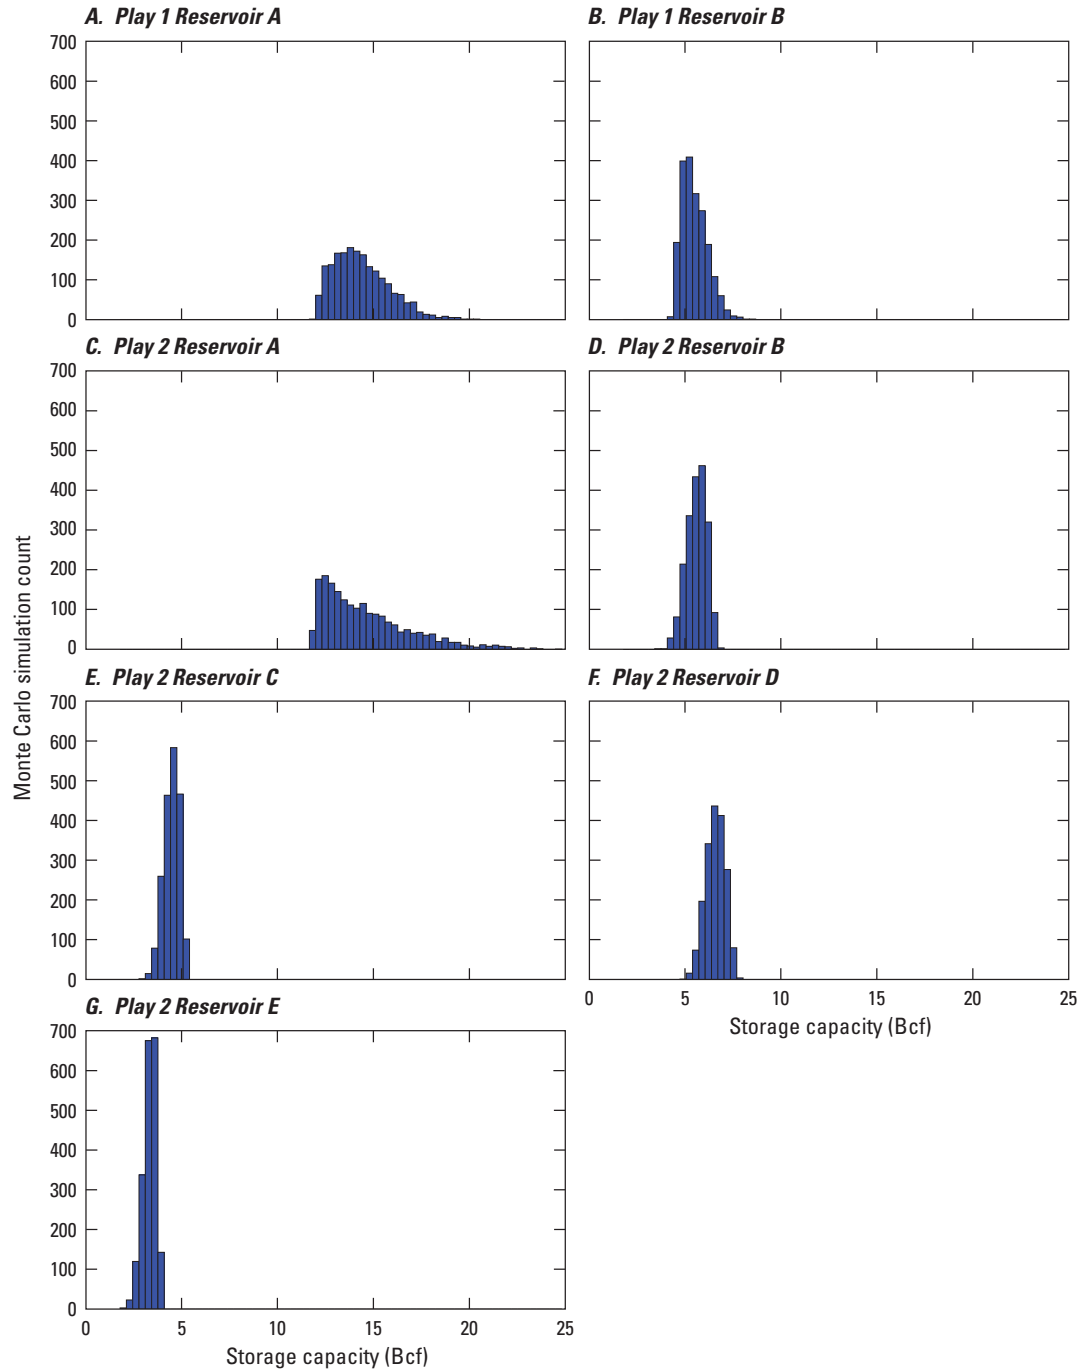 A. Play 1 Reservoir A
B. Play 1 Reservoir B
700
600
500
400
300
200
100
0
C. Play 2 Reservoir A
D. Play 2 Reservoir B
700
600
500
400
300
200
100
0
E. Play 2 Reservoir C
F. Play 2 Reservoir D
Monte Carlo simulation count
700
600
500
400
300
200
100
0
0 5 10 15 20 25
Storage capacity (Bcf)
G. Play 2 Reservoir E
700
600
500
400
300
200
100
0
0 5 10 15 20 25
Storage capacity (Bcf)